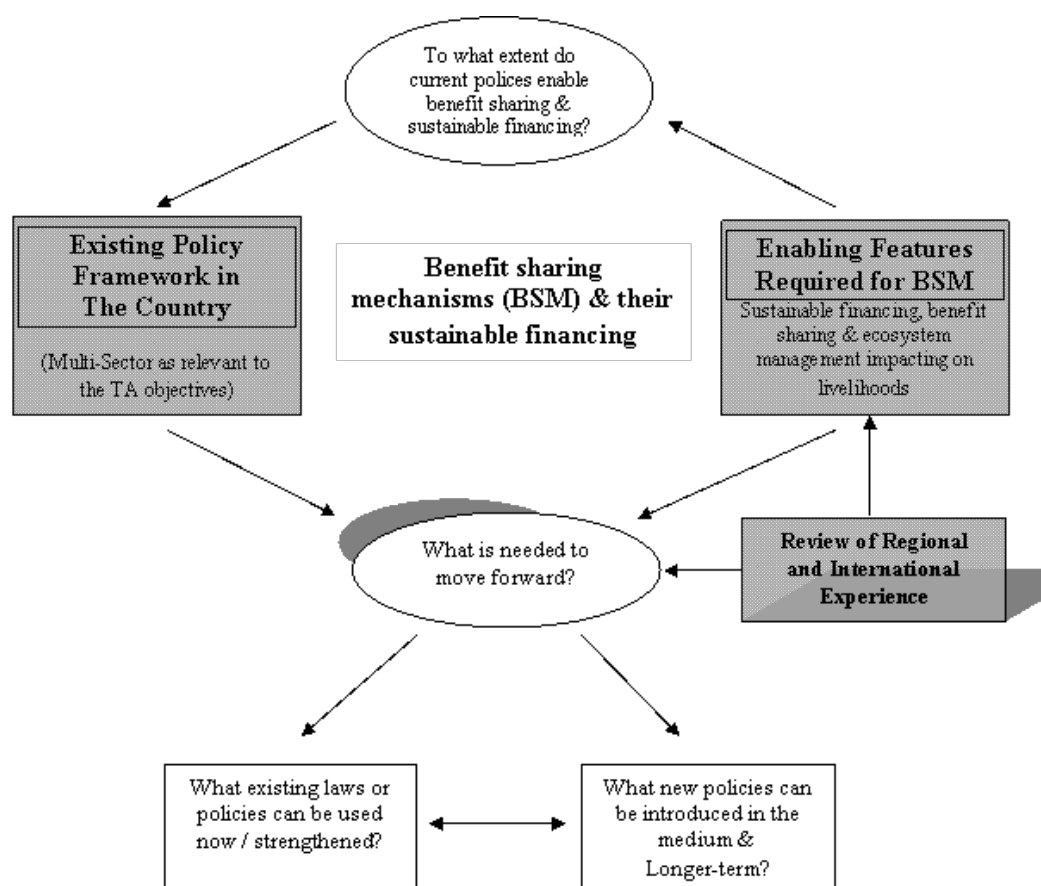 To what extent do
current polices enable
benefit sharing &
sustainable financing?
Existing Policy
Framework in
The Country
(Multi-Sector as relevant to
the TA objectives)
Benefit sharing
mechanisms (BSM) & their
sustainable financing
Enabling Features
Required for BSM
Sustainable financing, benefit
sharing & ecosystem
management impacting on
livelihoods
What is needed to
move forward?
Review of Regional
and International
Experience
What existing laws or
policies can be used
now / strengthened?
What new policies can
be introduced in the
medium &
Longer-term?